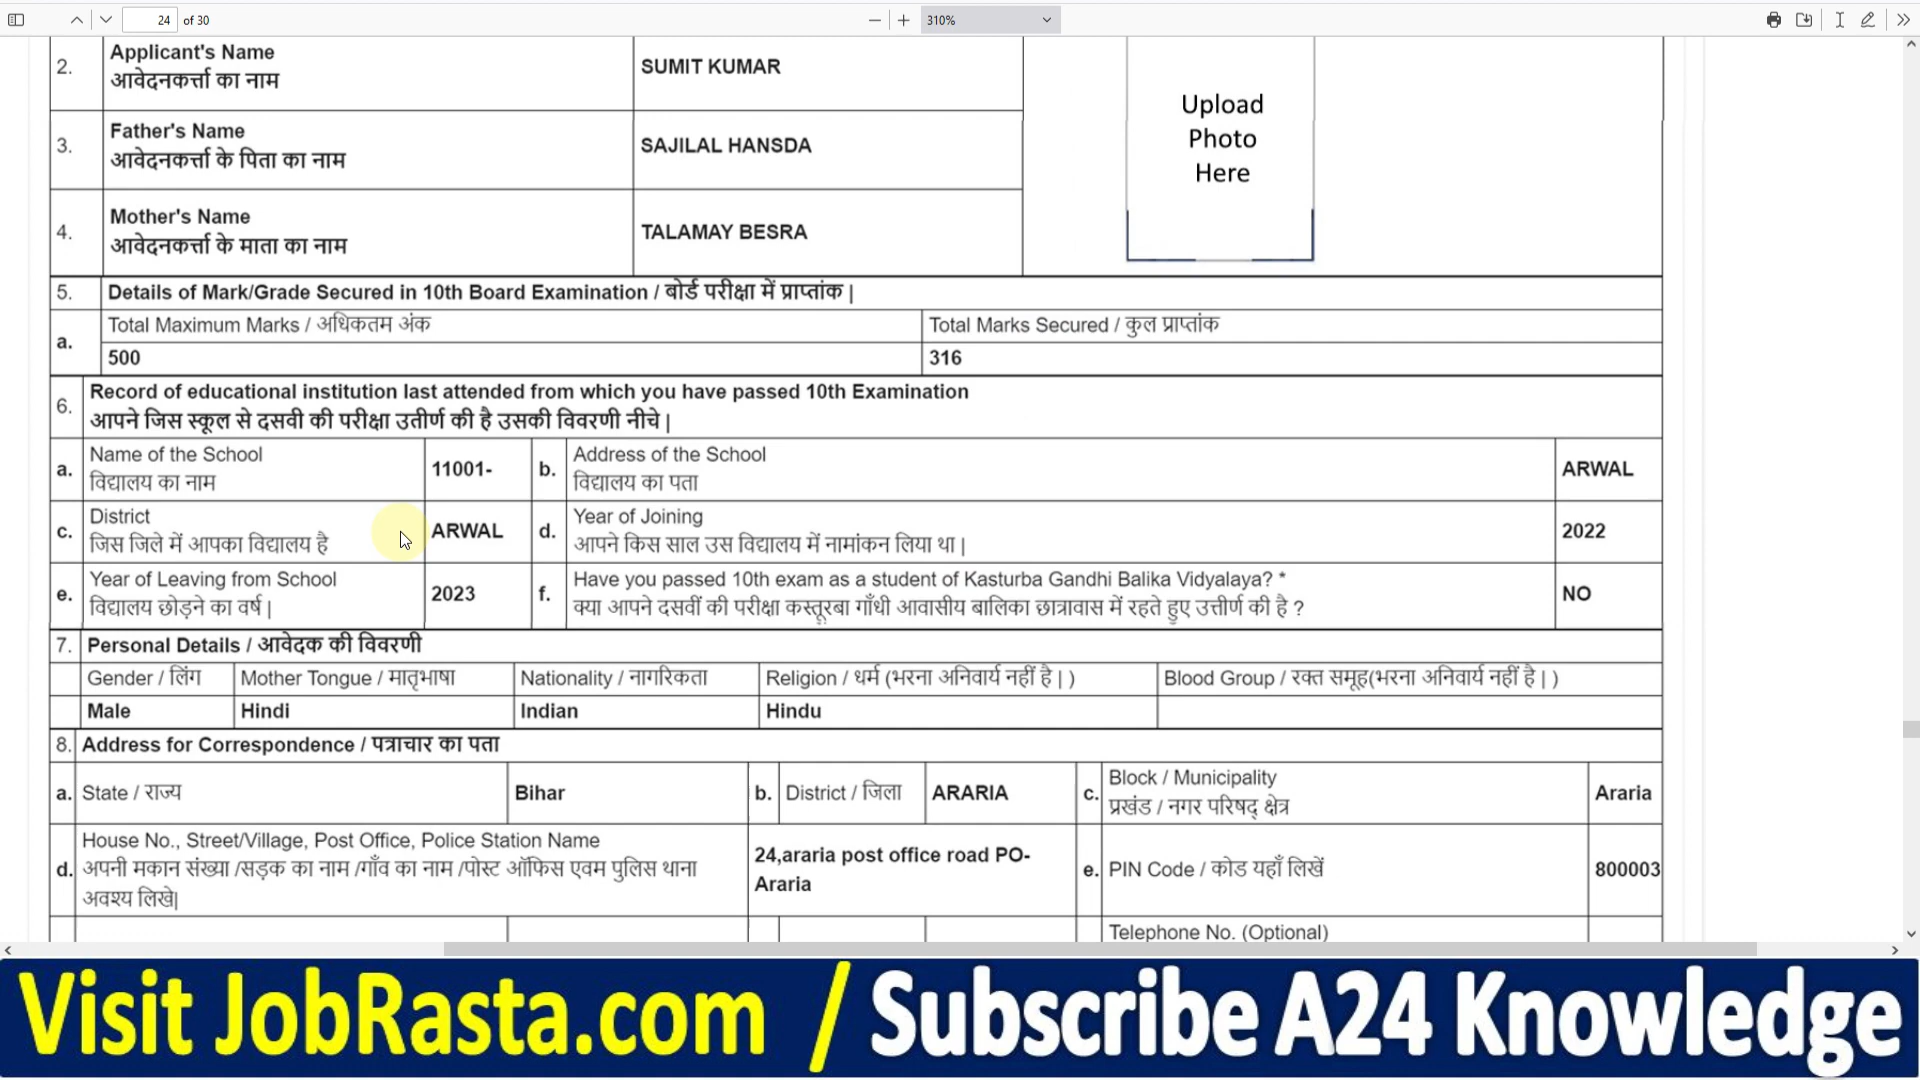 24 of 30 310%
2. Applicant's Name
आवेदनकर्त्ता का नाम
SUMIT KUMAR
Upload
Photo
Here
3. Father's Name
आवेदनकर्त्ता के पिता का नाम
SAJILAL HANSDA
4. Mother's Name
आवेदनकर्त्ता के माता का नाम
TALAMAY BESRA
5. Details of Mark/Grade Secured in 10th Board Examination / बोर्ड परीक्षा में प्राप्तांक |
a. Total Maximum Marks / अधिकतम अंक Total Marks Secured / कुल प्राप्तांक
500 316
6. Record of educational institution last attended from which you have passed 10th Examination
आपने जिस स्कूल से दसवी की परीक्षा उतीर्ण की है उसकी विवरणी नीचे |
a. Name of the School
विद्यालय का नाम
11001-
b. Address of the School
विद्यालय का पता
ARWAL
c. District
जिस जिले में आपका विद्यालय है
ARWAL
d. Year of Joining
आपने किस साल उस विद्यालय में नामांकन लिया था |
2022
e. Year of Leaving from School
विद्यालय छोड़ने का वर्ष |
2023
f. Have you passed 10th exam as a student of Kasturba Gandhi Balika Vidyalaya? *
क्या आपने दसवीं की परीक्षा कस्तूरबा गाँधी आवासीय बालिका छात्रावास में रहते हुए उत्तीर्ण की है ?
NO
7. Personal Details / आवेदक की विवरणी
Gender / लिंग Mother Tongue / मातृभाषा Nationality / नागरिकता Religion / धर्म (भरना अनिवार्य नहीं है | ) Blood Group / रक्त समूह(भरना अनिवार्य नहीं है | )
Male Hindi Indian Hindu
8. Address for Correspondence / पत्राचार का पता
a. State / राज्य Bihar b. District / जिला ARARIA
c. Block / Municipality
प्रखंड / नगर परिषद् क्षेत्र
Araria
d. House No., Street/Village, Post Office, Police Station Name
अपनी मकान संख्या /सड़क का नाम /गाँव का नाम /पोस्ट ऑफिस एवम पुलिस थाना
अवश्य लिखे|
24,araria post office road PO-
Araria
e. PIN Code / कोड यहाँ लिखें 800003
Telephone No. (Optional)
Visit JobRasta.com / Subscribe A24 Knowledge